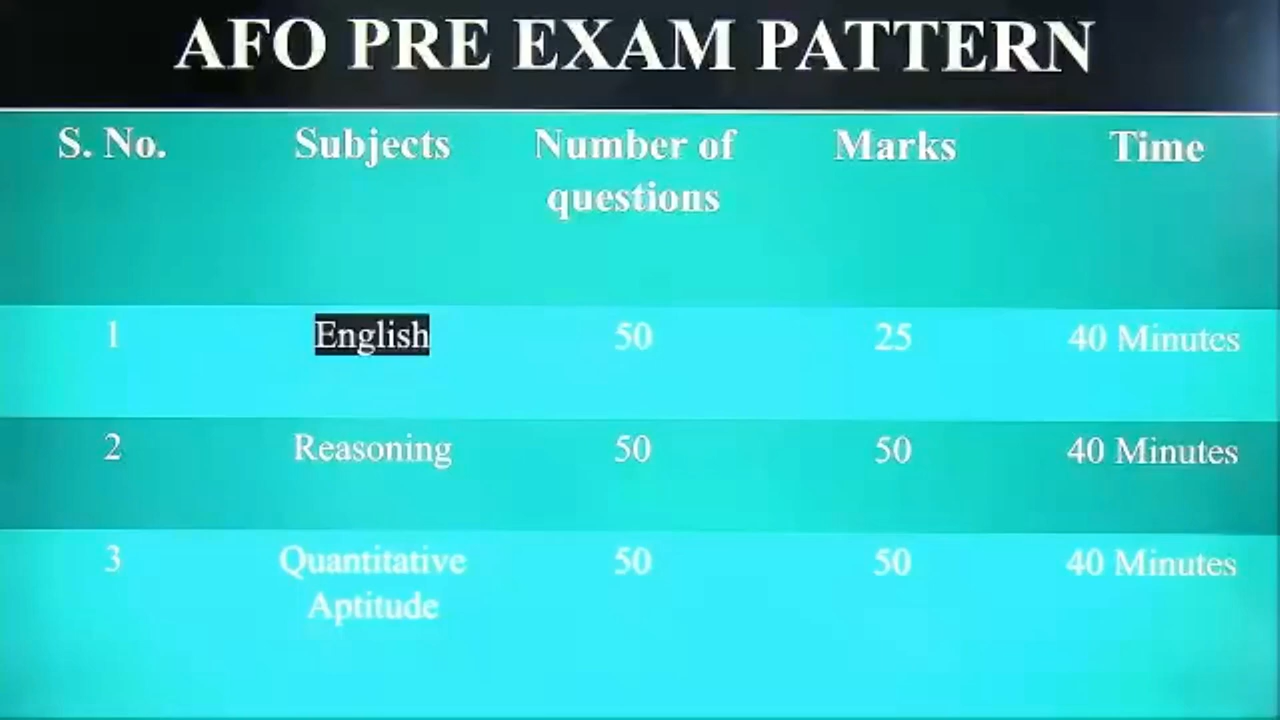 AFO PRE EXAM PATTERN
S. No. Subjects Number of Marks Time
questions
1 English 50 25 40 Minutes
2 Reasoning 50 50 40 Minutes
3 Quantitative 50 50 40 Minutes
Aptitude